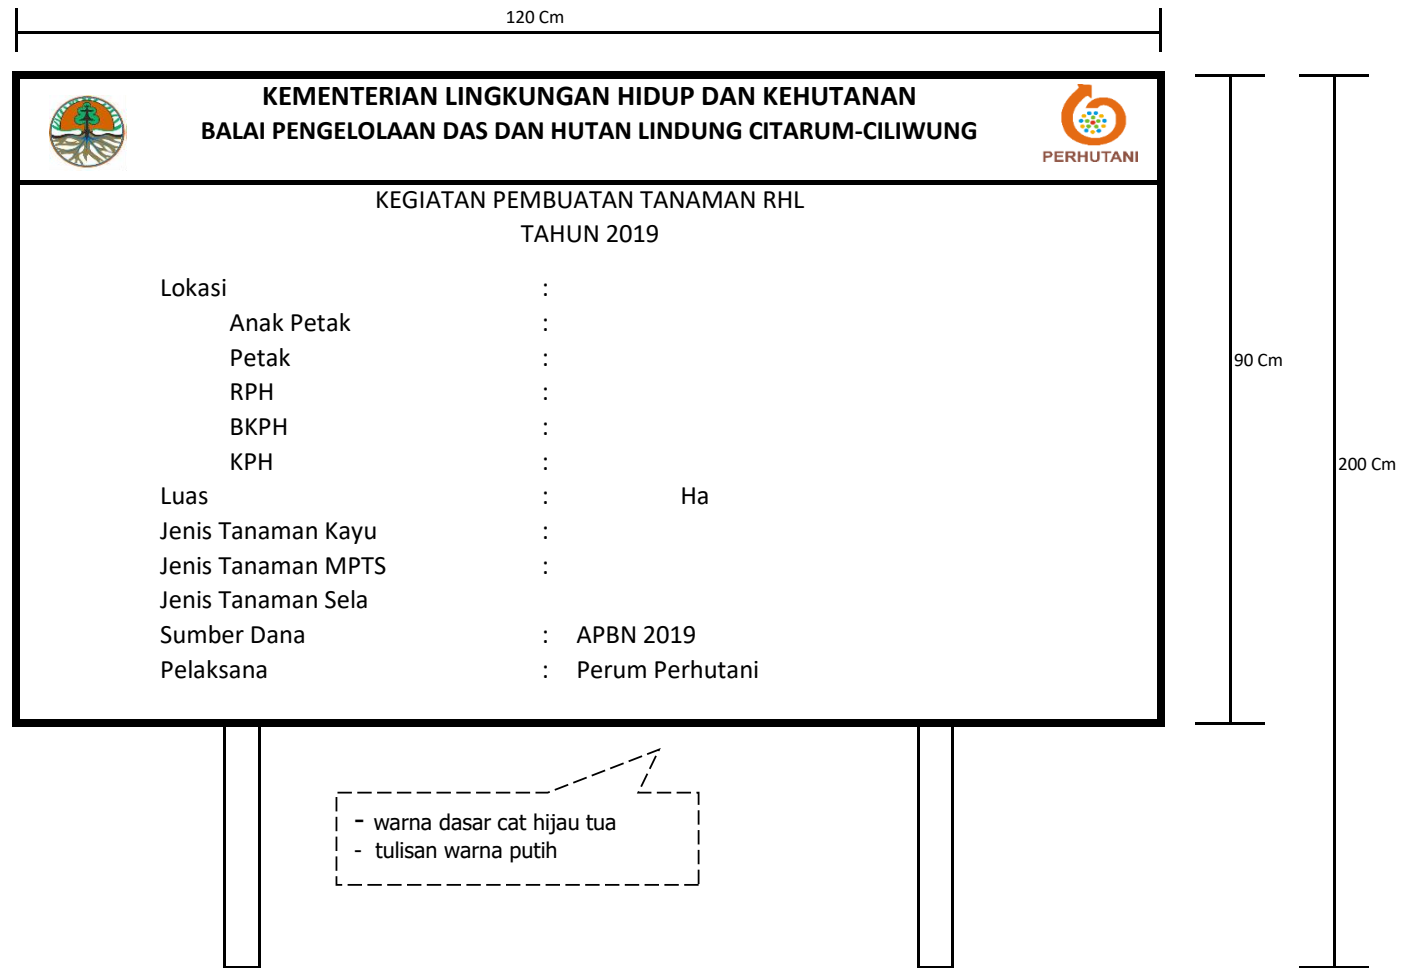 120 Cm
KEMENTERIAN LINGKUNGAN HIDUP DAN KEHUTANAN
BALAI PENGELOLAAN DAS DAN HUTAN LINDUNG CITARUM-CILIWUNG
PERHUTANI
KEGIATAN PEMBUATAN TANAMAN RHL
TAHUN 2019
Lokasi :
Anak Petak :
Petak :
RPH :
BKPH :
KPH :
Luas : Ha
Jenis Tanaman Kayu :
Jenis Tanaman MPTS :
Jenis Tanaman Sela
Sumber Dana : APBN 2019
Pelaksana : Perum Perhutani
90 Cm
200 Cm
- warna dasar cat hijau tua
- tulisan warna putih